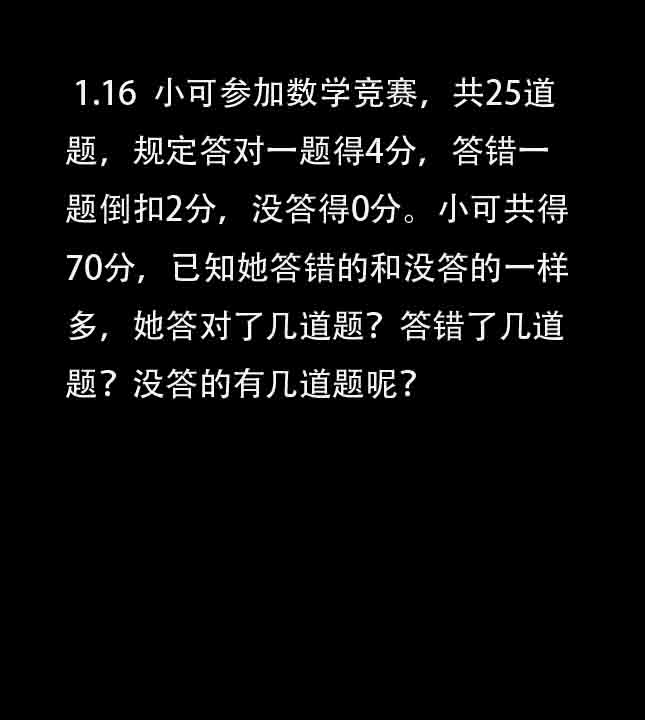 1.16 小可参加数学竞赛，共25道
题，规定答对一题得4分，答错一
题倒扣2分，没答得0分。小可共得
70分，已知她答错的和没答的一样
多，她答对了几道题？答错了几道
题？没答的有几道题呢？